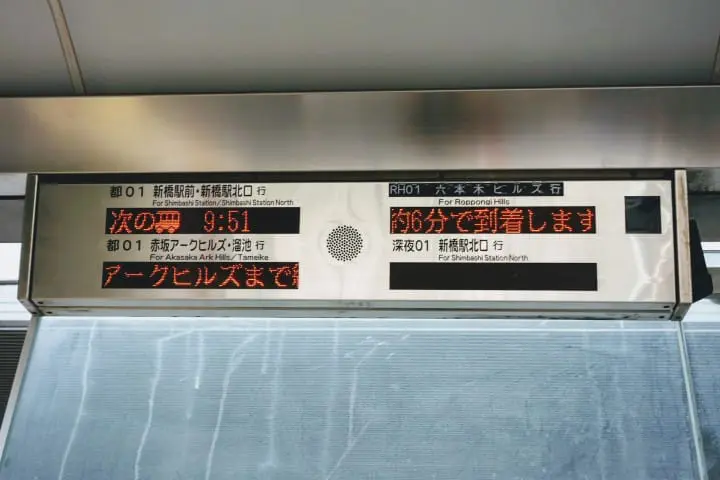 都01 新橋駅前・新橋駅北口 行
For Shimbashi Station/Shimbashi Station North
次の 9:51
都01 赤坂アークヒルズ・溜池 行
For Akasaka Ark Hills/Tameike
アークヒルズまで
RH01 六本木ヒルズ 行
For Roppongi Hills
約6分で到着します
深夜01 新橋駅北口 行
For Shimbashi Station North